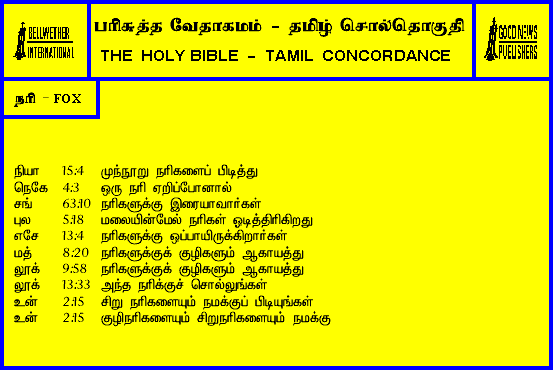 BELLWETHER
INTERNATIONAL
பரிசுத்த வேதாகமம் - தமிழ் சொல்தொகுதி
THE HOLY BIBLE - TAMIL CONCORDANCE
GOOD NEWS
PUBLISHERS
நரி - FOX
நியா 15:4 முந்நூறு நரிகளைப் பிடித்து
நெகே 4:3 ஒரு நரி ஏறிப்போனால்
சங் 63:10 நரிகளுக்கு இரையாவார்கள்
புல 5:18 மலையின்மேல் நரிகள் ஓடித்திரிகிறது
எசே 13:4 நரிகளுக்கு ஒப்பாயிருக்கிறார்கள்
மத் 8:20 நரிகளுக்குக் குழிகளும் ஆகாயத்து
லூக் 9:58 நரிகளுக்குக் குழிகளும் ஆகாயத்து
லூக் 13:33 அந்த நரிக்குச் சொல்லுங்கள்
உன் 2:15 சிறு நரிகளையும் நமக்குப் பிடியுங்கள்
உன் 2:15 குழிநரிகளையும் சிறுநரிகளையும் நமக்கு